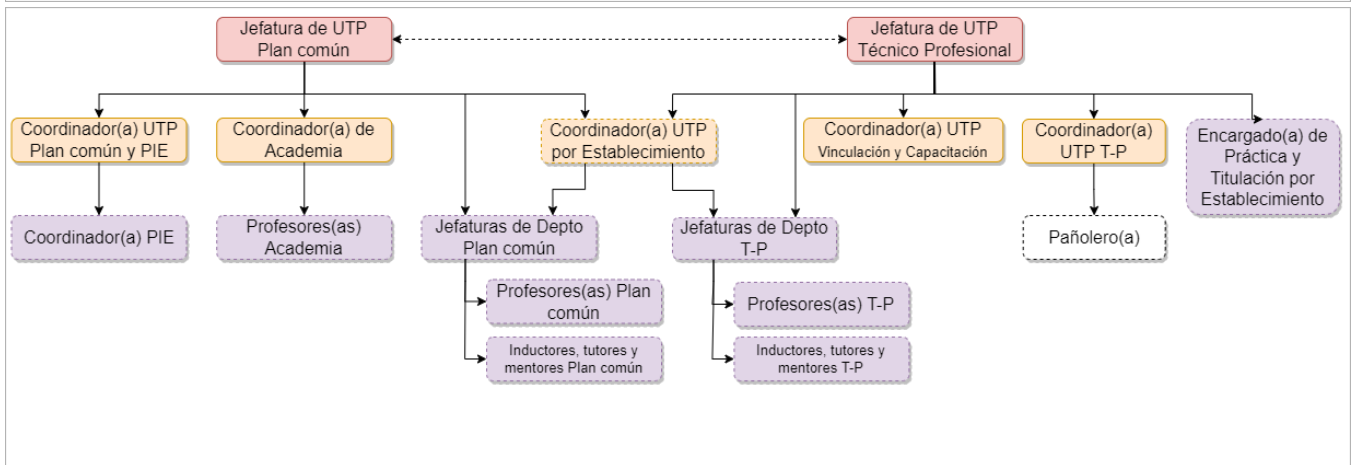 Jefatura de UTP
Plan común
Jefatura de UTP
Técnico Profesional
Coordinador(a) UTP
Plan común y PIE
Coordinador(a) de
Academia
Coordinador(a) UTP
por Establecimiento
Coordinador(a) UTP
Vinculación y Capacitación
Coordinador(a)
UTP T-P
Encargado(a) de
Práctica y
Titulación por
Establecimiento
Coordinador(a) PIE
Profesores(as)
Academia
Jefaturas de Depto
Plan común
Jefaturas de Depto
T-P
Pañolero(a)
Profesores(as) Plan
común
Profesores(as) T-P
Inductores, tutores y
mentores Plan común
Inductores, tutores y
mentores T-P